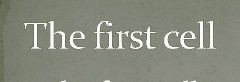 The first cell